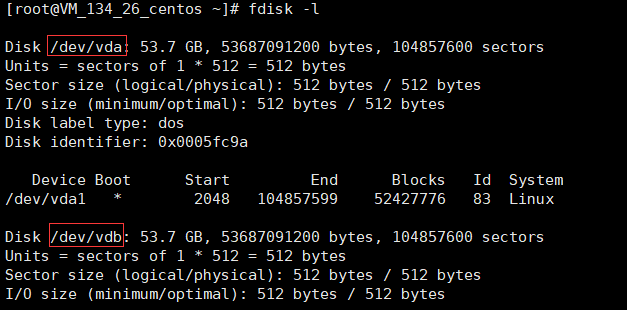 [root@VM_134_26_centos ~]# fdisk -l
Disk /dev/vda: 53.7 GB, 53687091200 bytes, 104857600 sectors
Units = sectors of 1 * 512 = 512 bytes
Sector size (logical/physical): 512 bytes / 512 bytes
I/O size (minimum/optimal): 512 bytes / 512 bytes
Disk label type: dos
Disk identifier: 0x0005fc9a
Device Boot Start End Blocks Id System
/dev/vda1 * 2048 104857599 52427776 83 Linux
Disk /dev/vdb: 53.7 GB, 53687091200 bytes, 104857600 sectors
Units = sectors of 1 * 512 = 512 bytes
Sector size (logical/physical): 512 bytes / 512 bytes
I/O size (minimum/optimal): 512 bytes / 512 bytes